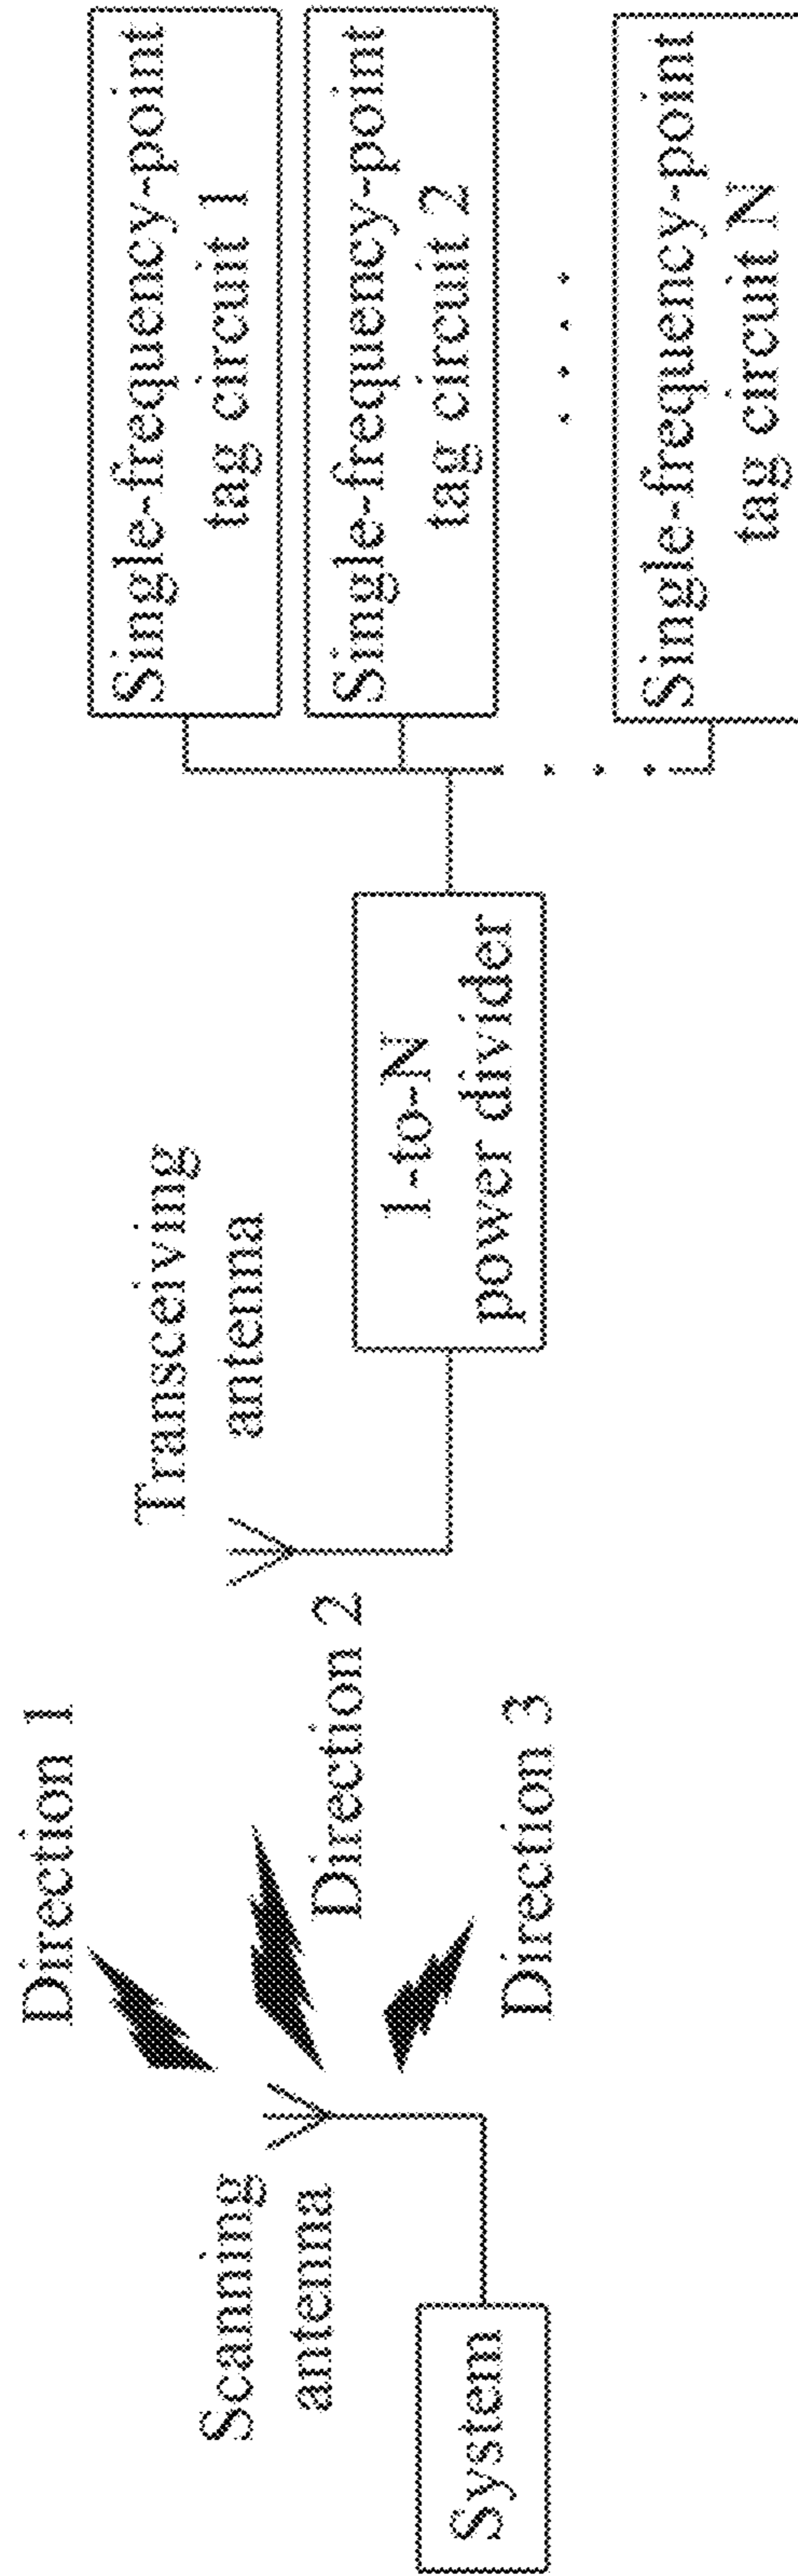 System
Scanning
antenna
Direction 1
Direction 2
Direction 3
Transceiving
antenna
1-to-N
power divider
Single-frequency-point
tag circuit 1
Single-frequency-point
tag circuit 2
Single-frequency-point
tag circuit N